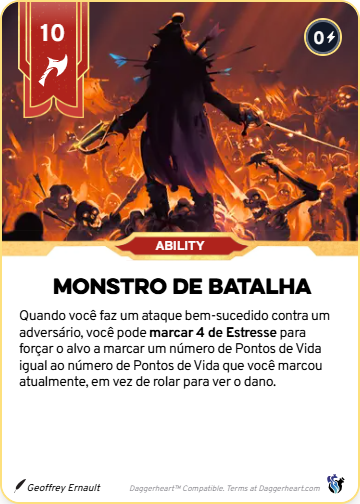 10
0
ABILITY
MONSTRO DE BATALHA
Quando você faz um ataque bem-sucedido contra um
adversário, você pode marcar 4 de Estresse para
forçar o alvo a marcar um número de Pontos de Vida
igual ao número de Pontos de Vida que você marcou
atualmente, em vez de rolar para ver o dano.
Geoffrey Ernault
Daggerheart™ Compatible. Terms at Daggerheart.com